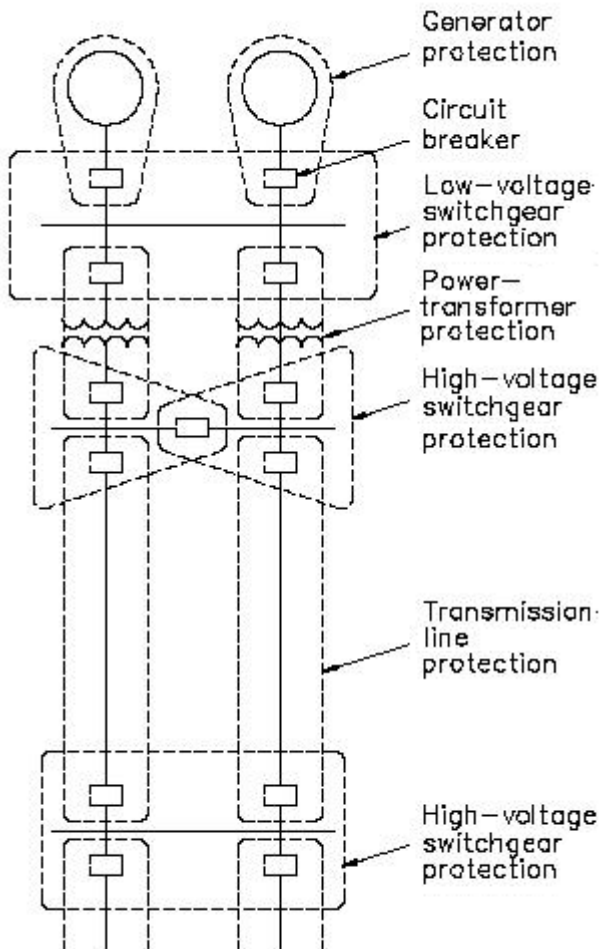 Generator
protection
Circuit
breaker
Low-voltage
switchgear
protection
Power-
transformer
protection
High-voltage
switchgear
protection
Transmission-
line
protection
High-voltage
switchgear
protection